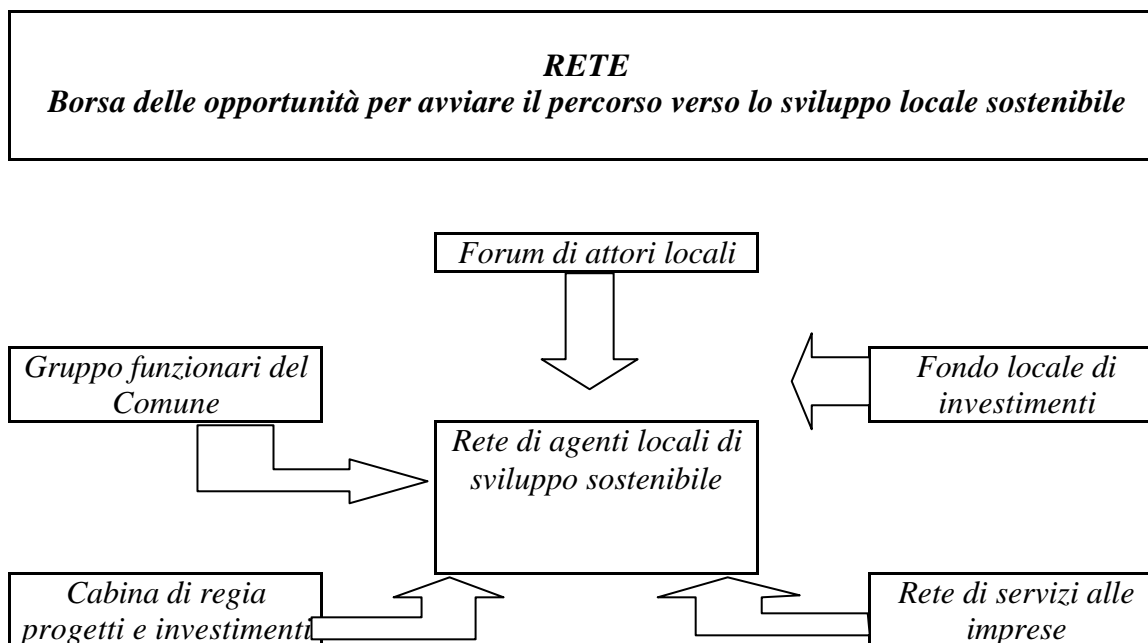 RETE
Borsa delle opportunità per avviare il percorso verso lo sviluppo locale sostenibile
Forum di attori locali
Gruppo funzionari del
Comune
Fondo locale di
investimenti
Rete di agenti locali di
sviluppo sostenibile
Cabina di regia
progetti e investimenti
Rete di servizi alle
imprese